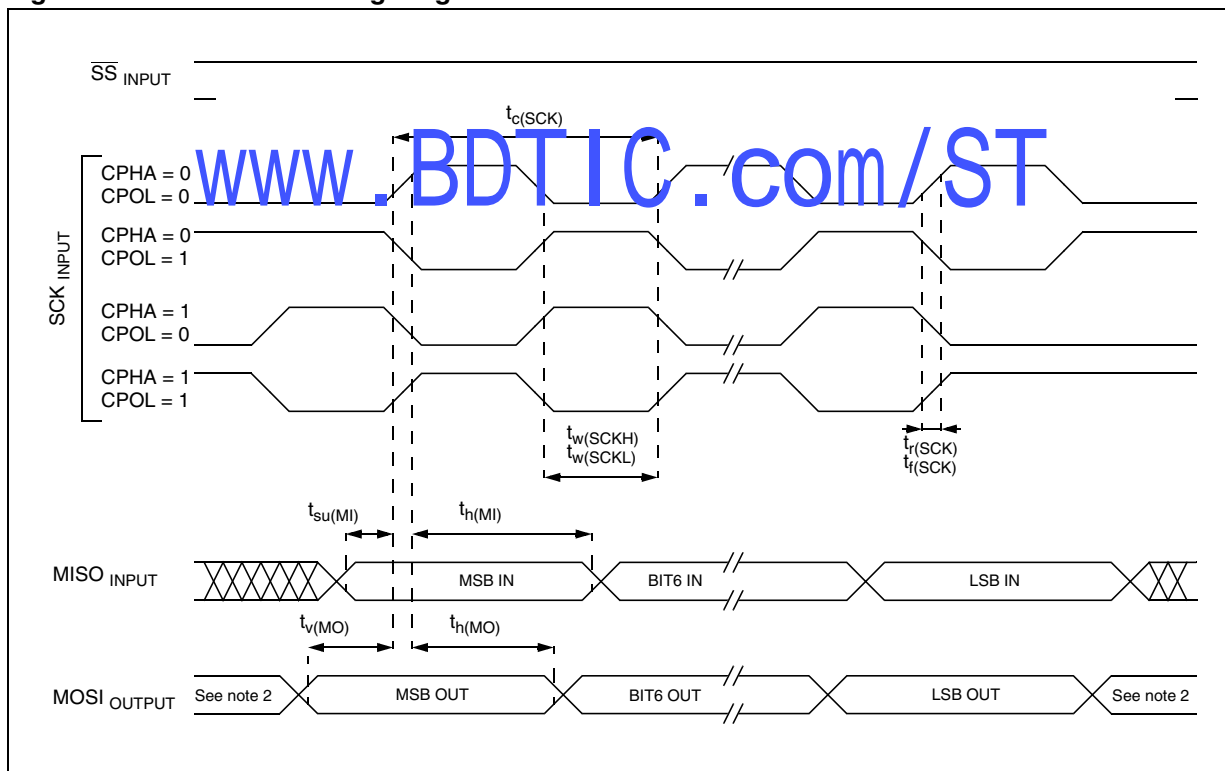 SS INPUT
tc(SCK)
www.BDTIC.com/ST
SCK INPUT
CPHA = 0
CPOL = 0
CPHA = 0
CPOL = 1
CPHA = 1
CPOL = 0
CPHA = 1
CPOL = 1
tw(SCKH)
tw(SCKL)
tr(SCK)
tf(SCK)
tsu(MI)
th(MI)
MISO INPUT
MSB IN
BIT6 IN
LSB IN
tv(MO)
th(MO)
MOSI OUTPUT
See note 2
MSB OUT
BIT6 OUT
LSB OUT
See note 2